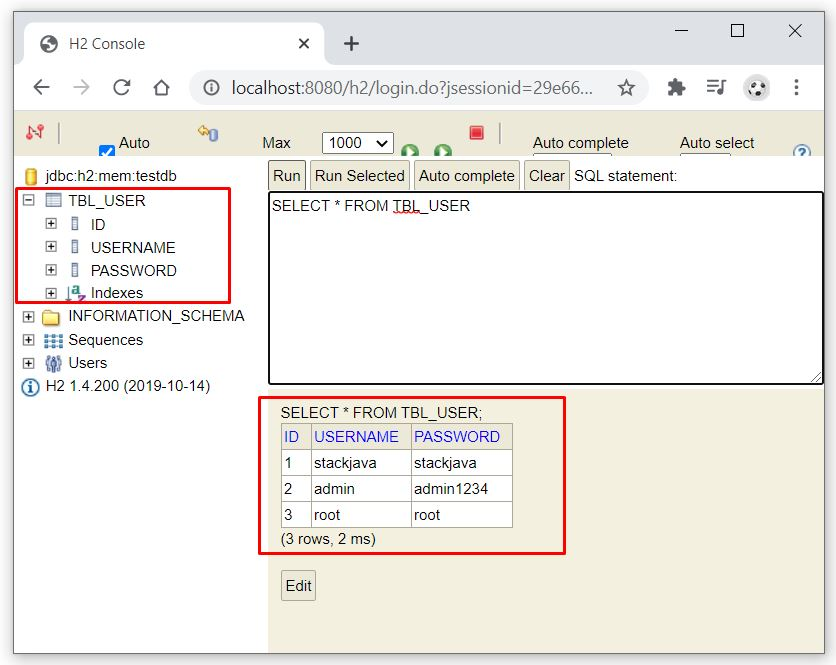 H2 Console
localhost:8080/h2/login.do?jsessionid=29e66...
Auto
Max
1000
Auto complete
Auto select
jdbc:h2:mem:testdb
TBL_USER
ID
USERNAME
PASSWORD
Indexes
INFORMATION_SCHEMA
Sequences
Users
H2 1.4.200 (2019-10-14)
Run Run Selected Auto complete Clear SQL statement:
SELECT * FROM TBL_USER
SELECT * FROM TBL_USER;
ID USERNAME PASSWORD
1 stackjava stackjava
2 admin admin1234
3 root root
(3 rows, 2 ms)
Edit